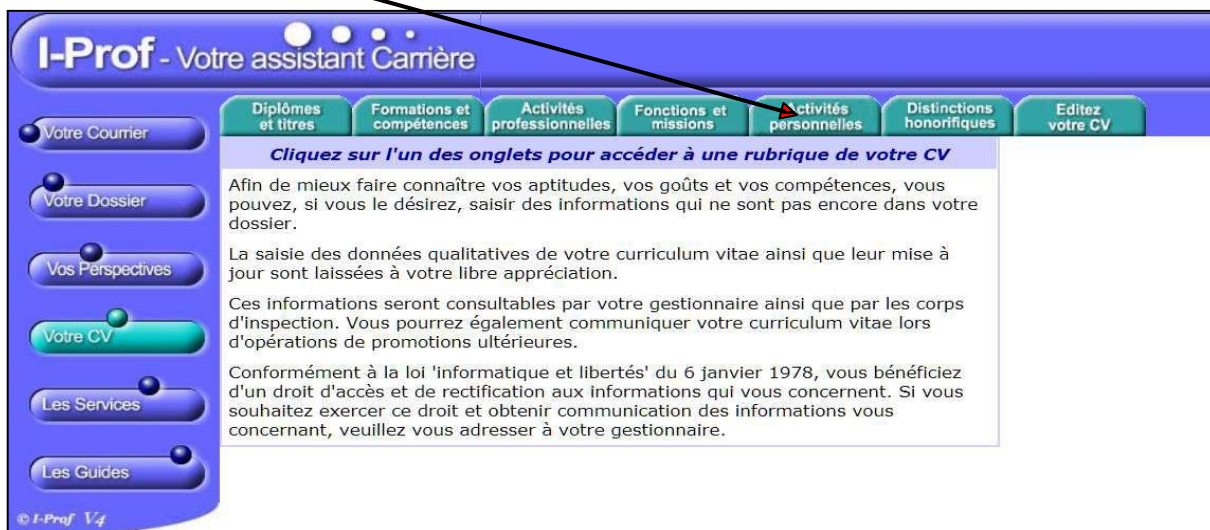 I-Prof - Votre assistant Carrière
Diplômes et titres
Formations et compétences
Activités professionnelles
Fonctions et missions
Activités personnelles
Distinctions honorifiques
Editez votre CV
Votre Courrier
Votre Dossier
Vos Perspectives
Votre CV
Les Services
Les Guides
© I-Prof V4
Cliquez sur l'un des onglets pour accéder à une rubrique de votre CV
Afin de mieux faire connaître vos aptitudes, vos goûts et vos compétences, vous
pouvez, si vous le désirez, saisir des informations qui ne sont pas encore dans votre
dossier.
La saisie des données qualitatives de votre curriculum vitae ainsi que leur mise à
jour sont laissées à votre libre appréciation.
Ces informations seront consultables par votre gestionnaire ainsi que par les corps
d'inspection. Vous pourrez également communiquer votre curriculum vitae lors
d'opérations de promotions ultérieures.
Conformément à la loi 'informatique et libertés' du 6 janvier 1978, vous bénéficiez
d'un droit d'accès et de rectification aux informations qui vous concernent. Si vous
souhaitez exercer ce droit et obtenir communication des informations vous
concernant, veuillez vous adresser à votre gestionnaire.